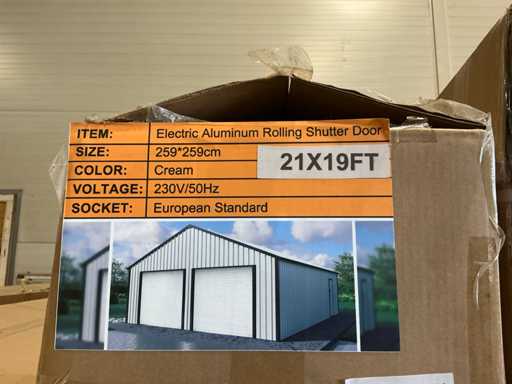 ITEM: Electric Aluminum Rolling Shutter Door
SIZE: 259*259cm
COLOR: Cream
21X19FT
VOLTAGE: 230V/50Hz
SOCKET: European Standard